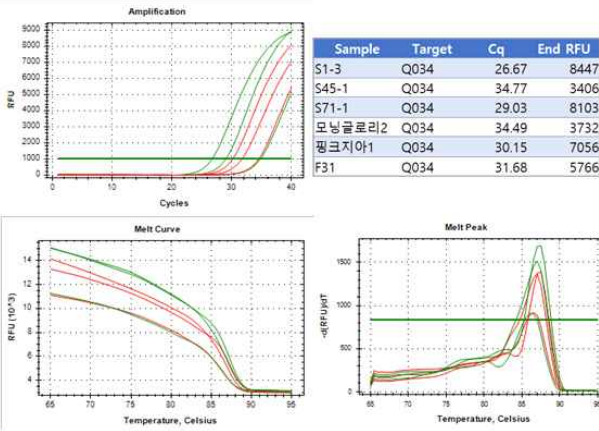 Amplification
9000
8000
7000
6000
5000
4000
3000
2000
1000
0
RFU
0 10 20 30 40
Cycles
Sample Target Cq End RFU
S1-3 Q034 26.67 8447
S45-1 Q034 34.77 3406
S71-1 Q034 29.03 8103
모닝글로리2 Q034 34.49 3732
핑크지아1 Q034 30.15 7056
F31 Q034 31.68 5766
Melt Curve
14
12
10
8
6
4
RFU (10^3)
65 70 75 80 85 90 95
Temperature, Celsius
Melt Peak
1500
1000
500
0
-d(RFU)/dT
65 70 75 80 85 90 95
Temperature, Celsius